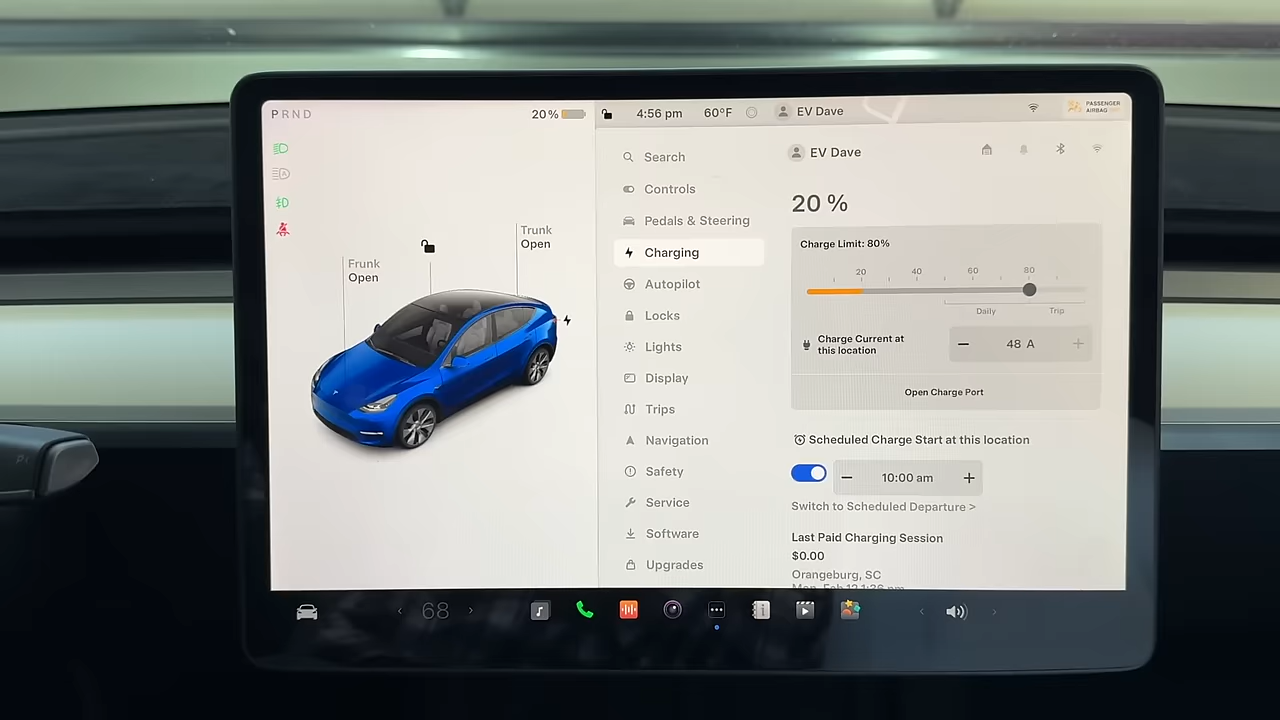 PRND
20%
4:56 pm
60°F
EV Dave
PASSENGER
AIRBAG
Trunk
Open
Frunk
Open
Search
Controls
Pedals & Steering
Charging
Autopilot
Locks
Lights
Display
Trips
Navigation
Safety
Service
Software
Upgrades
EV Dave
20 %
Charge Limit: 80%
20 40 60 80
Daily Trip
Charge Current at
this location
48 A
Open Charge Port
Scheduled Charge Start at this location
10:00 am
Switch to Scheduled Departure >
Last Paid Charging Session
$0.00
Orangeburg, SC
68